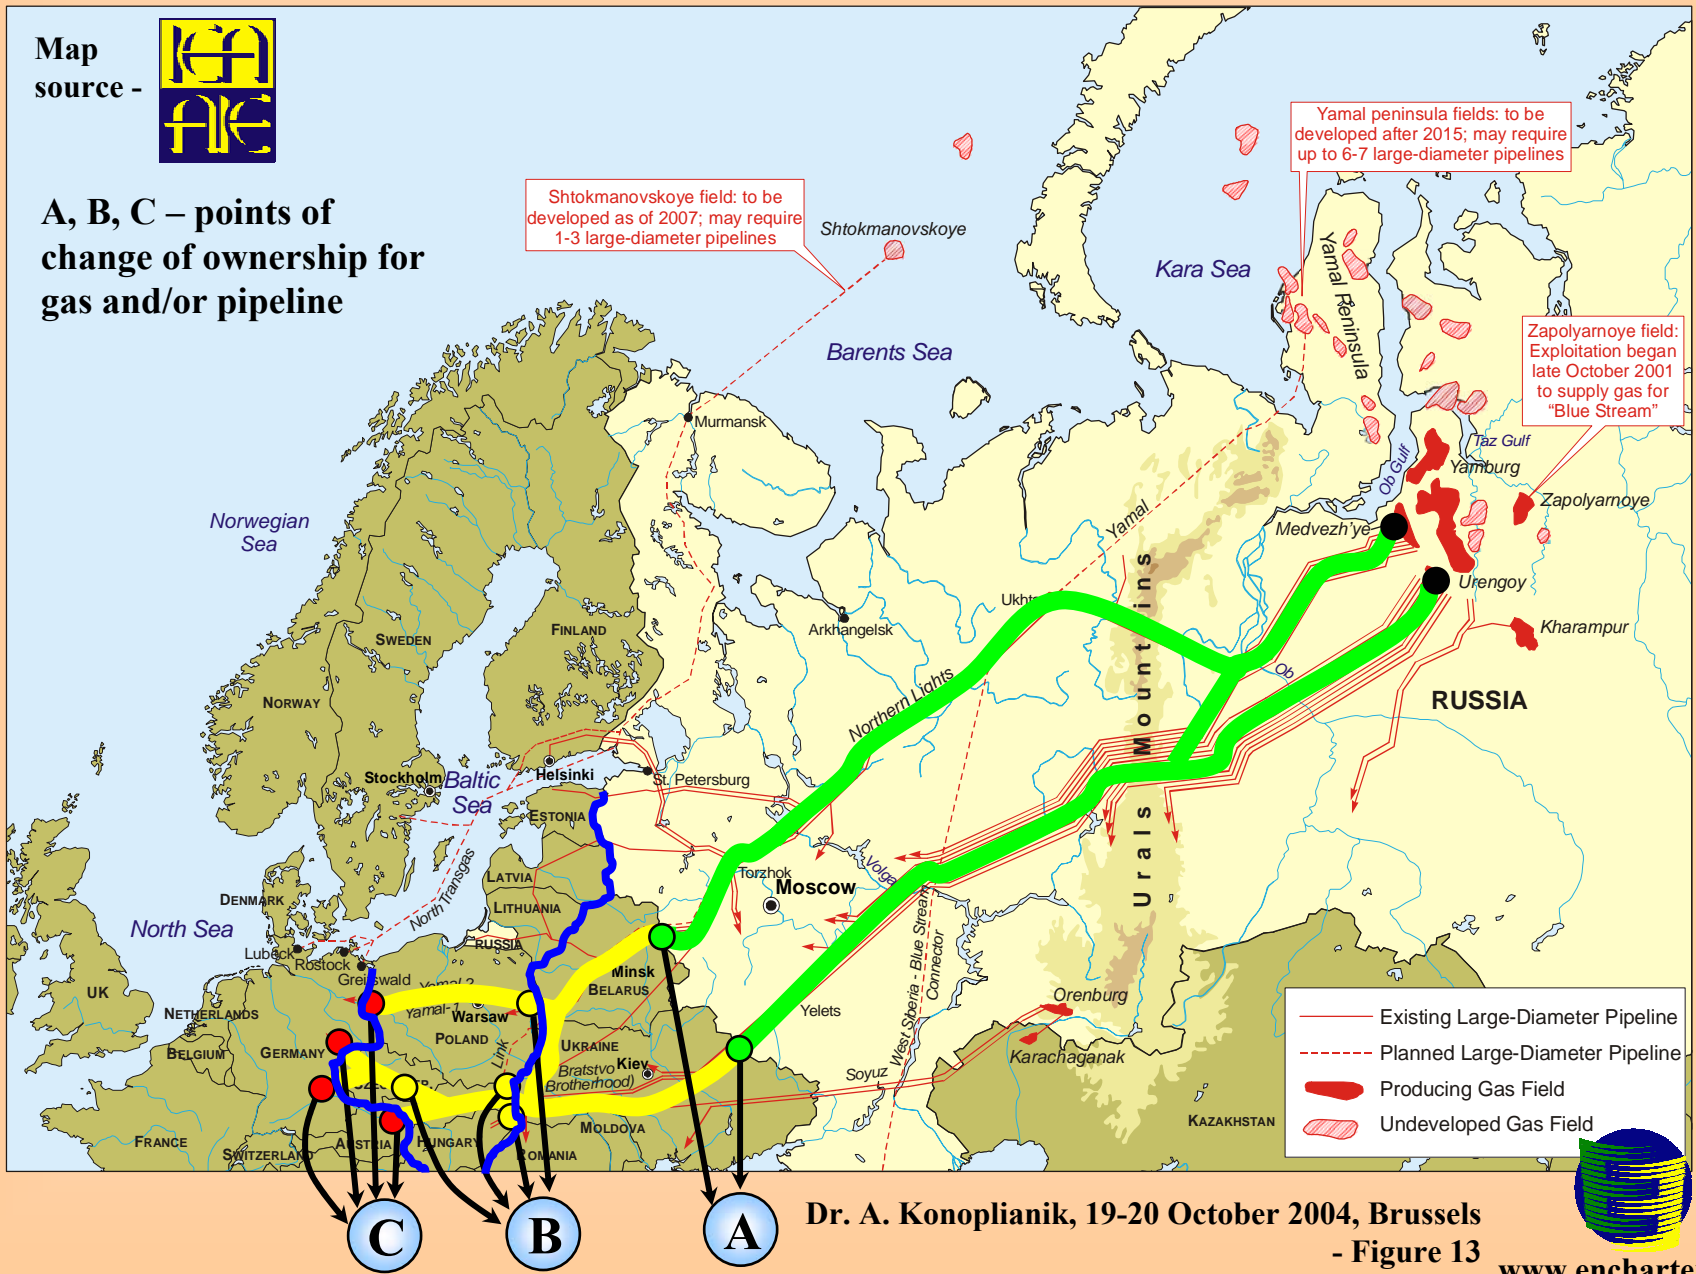 Map
source -
A, B, C – points of
change of ownership for
gas and/or pipeline
Shtokmanovskoye field: to be
developed as of 2007; may require
1-3 large-diameter pipelines
Shtokmanovskoye
Yamal peninsula fields: to be
developed after 2015; may require
up to 6-7 large-diameter pipelines
Kara Sea
Yamal Peninsula
Barents Sea
Zapolyarnoye field:
Exploitation began
late October 2001
to supply gas for
“Blue Stream”
Murmansk
Taz Gulf
Ob Gulf
Yamburg
Zapolyarnoye
Norwegian
Sea
Yamal
Medvezh'ye
Urengoy
Ukht
Arkhangelsk
Kharampur
SWEDEN
FINLAND
NORWAY
Ob
RUSSIA
Urals Mountins
Northern Lights
Stockholm
Baltic
Sea
Helsinki
St. Petersburg
ESTONIA
Volga
Torzhok
Moscow
LATVIA
LITHUANIA
DENMARK
North Transgas
North Sea
RUSSIA
Lubeck
Rostock
Greifswald
Minsk
BELARUS
West Siberia - Blue Stream
Connector
UK
NETHERLANDS
Yamal-2
Yamal-1
Warsaw
Orenburg
Yelets
BELGIUM
GERMANY
POLAND
Link
UKRAINE
Kiev
Bratstvo
Brotherhood)
Karachaganak
Soyuz
FRANCE
SWITZERLAND
AUSTRIA
HUNGARY
ROMANIA
MOLDOVA
KAZAKHSTAN
Existing Large-Diameter Pipeline
Planned Large-Diameter Pipeline
Producing Gas Field
Undeveloped Gas Field
C
B
A
Dr. A. Konoplianik, 19-20 October 2004, Brussels
- Figure 13
www.encharte